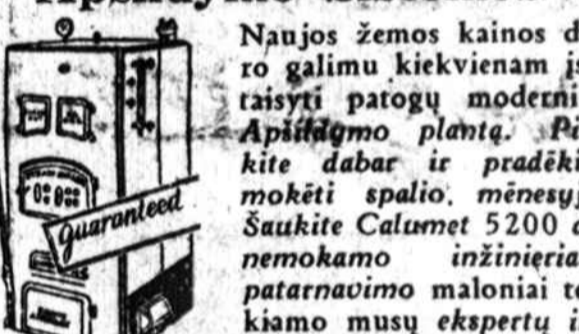 Apšildymo
Naujos žemos kainos d
ro galimu kiekvienam įs
taisyti patogų moderni
Apšildymo plantą. Pi
kite dabar ir pradėki
mokėti spalio, mėnesy
Šaukite Calumet 5200 d
nemokamo inžinieria
patarnavimo maloniai te
kiamo musų ekspertų i
Guaranteed